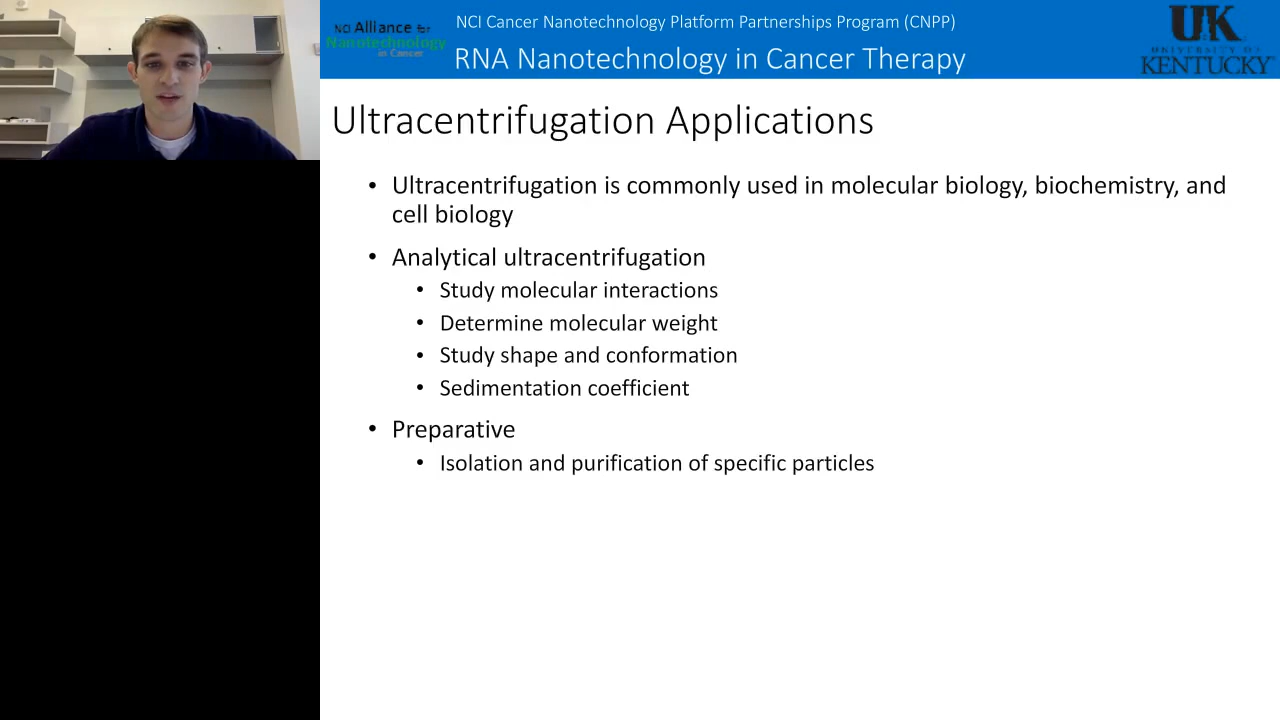 NCI Alliance for
Nanotechnology
in Cancer
NCI Cancer Nanotechnology Platform Partnerships Program (CNPP)
RNA Nanotechnology in Cancer Therapy
UK
UNIVERSITY OF
KENTUCKY
Ultracentrifugation Applications
• Ultracentrifugation is commonly used in molecular biology, biochemistry, and
cell biology
• Analytical ultracentrifugation
• Study molecular interactions
• Determine molecular weight
• Study shape and conformation
• Sedimentation coefficient
• Preparative
• Isolation and purification of specific particles